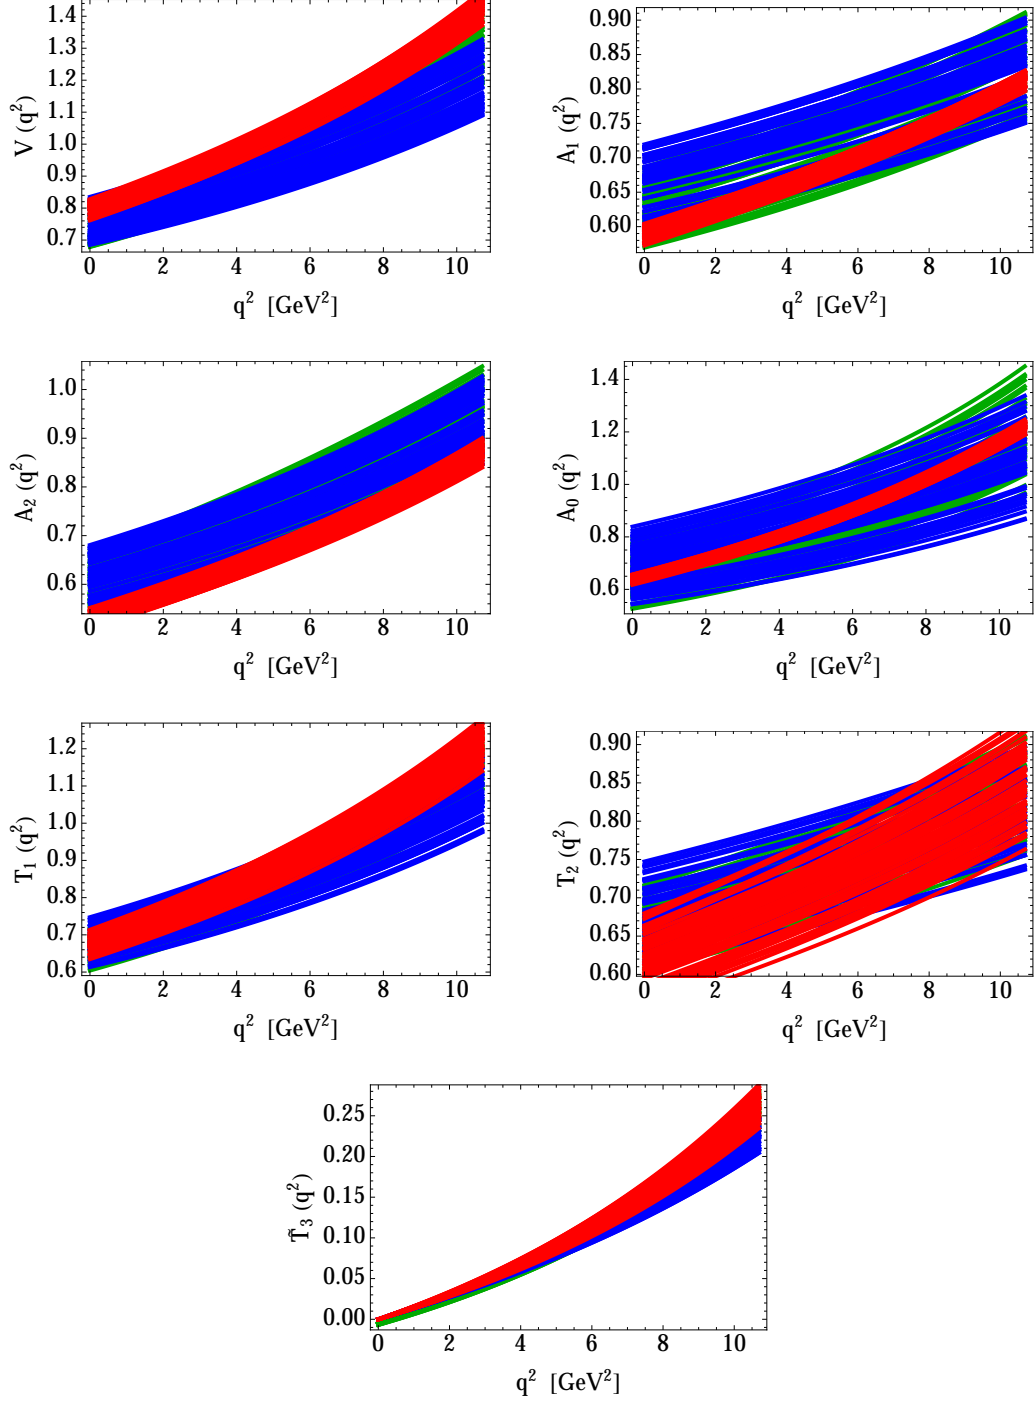 V (q²)
1.4
1.3
1.2
1.1
1.0
0.9
0.8
0.7
0 2 4 6 8 10
q² [GeV²]
A₁ (q²)
0.90
0.85
0.80
0.75
0.70
0.65
0.60
0 2 4 6 8 10
q² [GeV²]
A₂ (q²)
1.0
0.9
0.8
0.7
0.6
0 2 4 6 8 10
q² [GeV²]
A₀ (q²)
1.4
1.2
1.0
0.8
0.6
0 2 4 6 8 10
q² [GeV²]
T₁ (q²)
1.2
1.1
1.0
0.9
0.8
0.7
0.6
0 2 4 6 8 10
q² [GeV²]
T₂ (q²)
0.90
0.85
0.80
0.75
0.70
0.65
0.60
0 2 4 6 8 10
q² [GeV²]
T̃₃ (q²)
0.25
0.20
0.15
0.10
0.05
0.00
0 2 4 6 8 10
q² [GeV²]